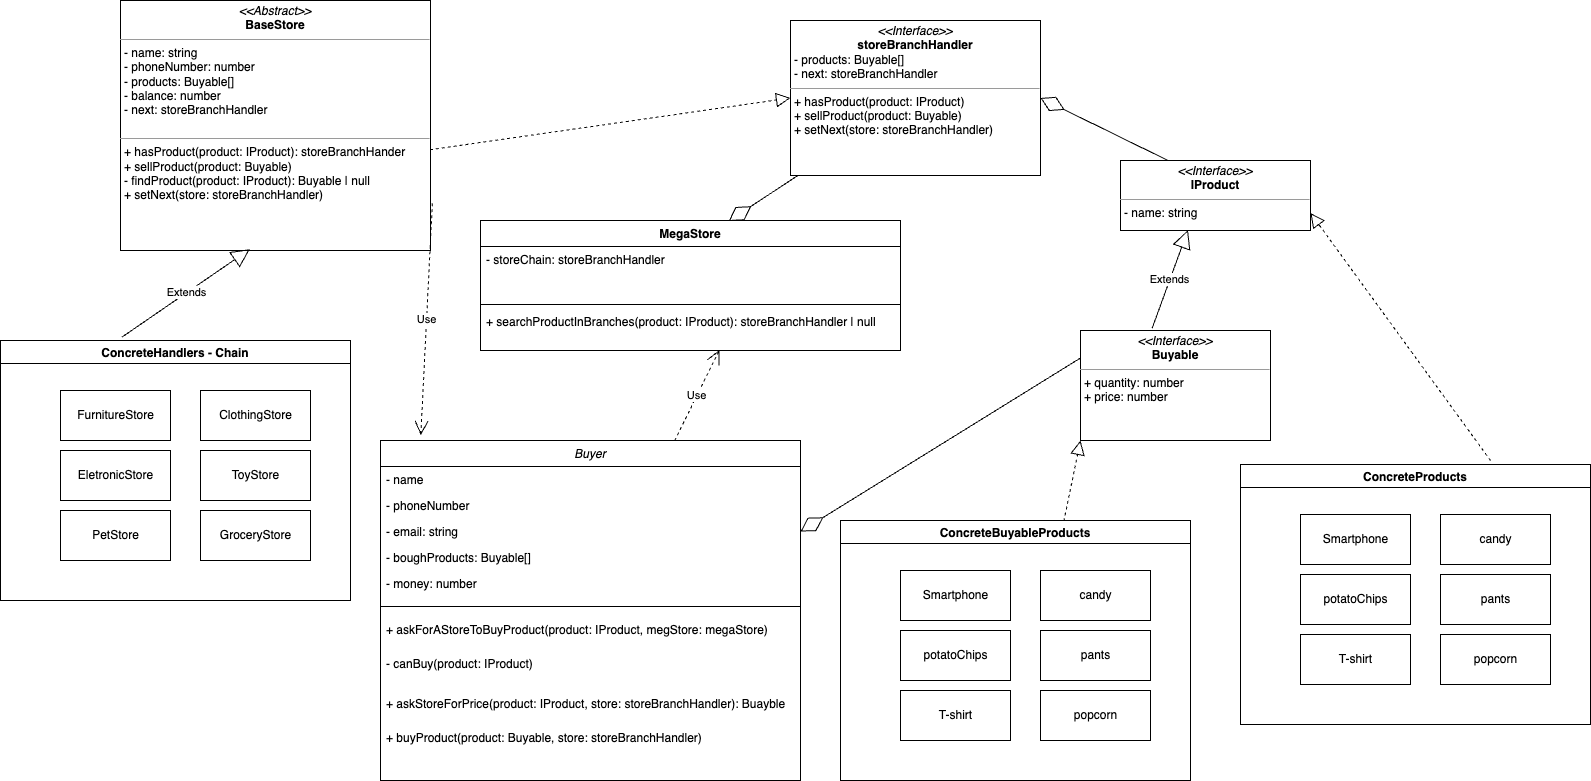 <<Abstract>>
BaseStore
- name: string
- phoneNumber: number
- products: Buyable[]
- balance: number
- next: storeBranchHandler
+ hasProduct(product: IProduct): storeBranchHander
+ sellProduct(product: Buyable)
- findProduct(product: IProduct): Buyable | null
+ setNext(store: storeBranchHandler)
<<Interface>>
storeBranchHandler
- products: Buyable[]
- next: storeBranchHandler
+ hasProduct(product: IProduct)
+ sellProduct(product: Buyable)
+ setNext(store: storeBranchHandler)
<<Interface>>
IProduct
- name: string
MegaStore
- storeChain: storeBranchHandler
+ searchProductInBranches(product: IProduct): storeBranchHandler | null
Extends
Extends
Use
Use
ConcreteHandlers - Chain
FurnitureStore
ClothingStore
EletronicStore
ToyStore
PetStore
GroceryStore
<<Interface>>
Buyable
+ quantity: number
+ price: number
Buyer
- name
- phoneNumber
- email: string
- boughProducts: Buyable[]
- money: number
+ askForAStoreToBuyProduct(product: IProduct, megStore: megaStore)
- canBuy(product: IProduct)
+ askStoreForPrice(product: IProduct, store: storeBranchHandler): Buayble
+ buyProduct(product: Buyable, store: storeBranchHandler)
ConcreteBuyableProducts
Smartphone
candy
potatoChips
pants
T-shirt
popcorn
ConcreteProducts
Smartphone
candy
potatoChips
pants
T-shirt
popcorn